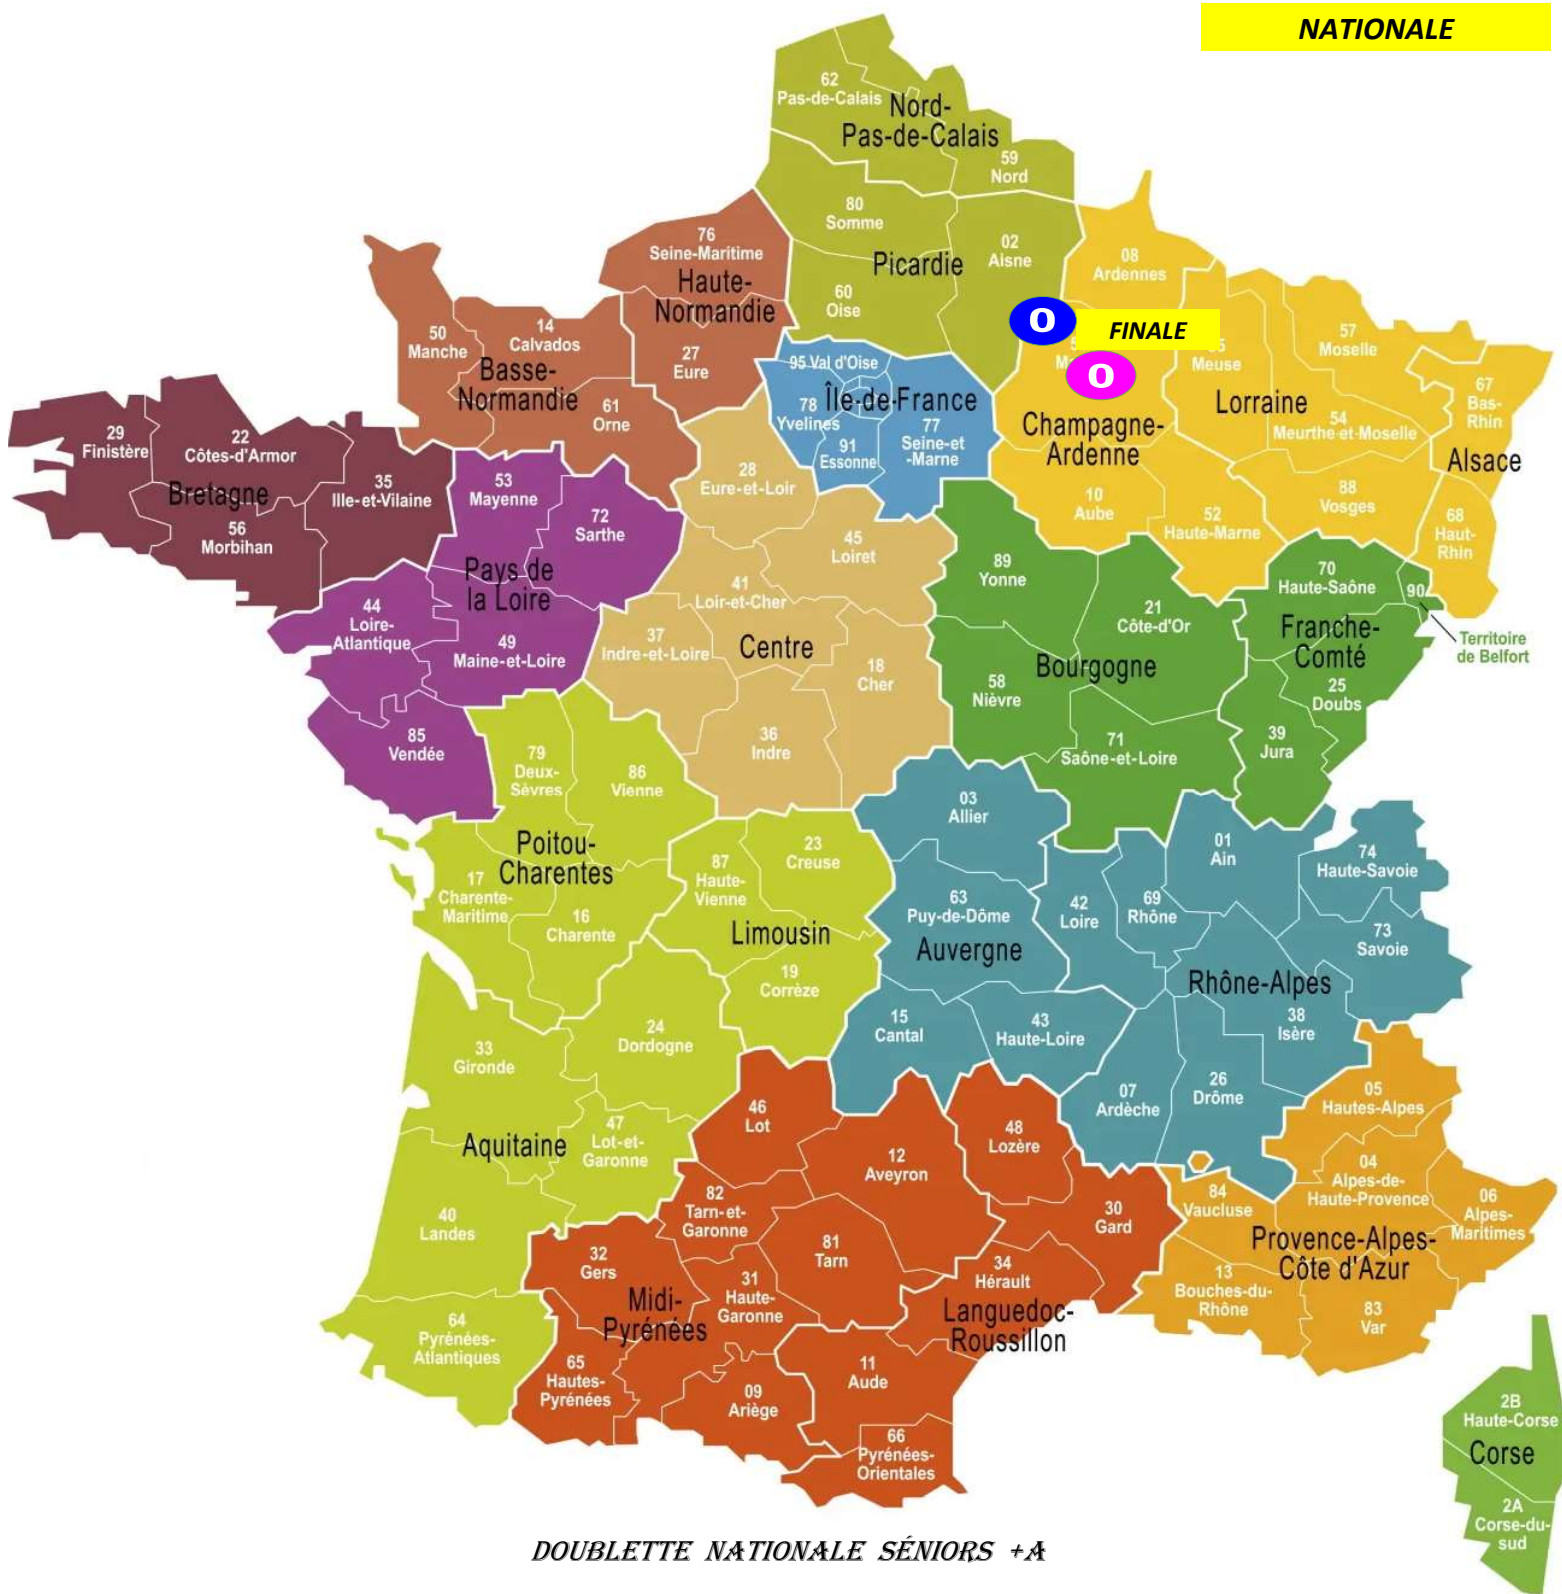 NATIONALE
62
Pas-de-Calais
Nord-
Pas-de-Calais
59
Nord
80
Somme
02
Aisne
Picardie
60
Oise
76
Seine-Maritime
Haute-
Normandie
27
Eure
08
Ardennes
O
FINALE
O
Meuse
57
Moselle
50
Manche
14
Calvados
Basse-
Normandie
61
Orne
95 Val d'Oise
Île-de-France
78
Yvelines
91
Essonne
77
Seine-et
-Marne
Champagne-
Ardenne
10
Aube
52
Haute-Marne
Lorraine
54
Meurthe-et-Moselle
88
Vosges
67
Bas-
Rhin
Alsace
68
Haut-
Rhin
29
Finistère
22
Côtes-d'Armor
Bretagne
35
Ille-et-Vilaine
56
Morbihan
53
Mayenne
72
Sarthe
Pays de
la Loire
44
Loire-
Atlantique
49
Maine-et-Loire
85
Vendée
28
Eure-et-Loir
45
Loiret
41
Loir-et-Cher
37
Indre-et-Loire
Centre
18
Cher
36
Indre
89
Yonne
21
Côte-d'Or
Bourgogne
58
Nièvre
71
Saône-et-Loire
70
Haute-Saône
90
Territoire
de Belfort
Franche-
Comté
25
Doubs
39
Jura
79
Deux-
Sèvres
86
Vienne
Poitou-
Charentes
17
Charente-
Maritime
16
Charente
87
Haute-
Vienne
23
Creuse
Limousin
19
Corrèze
03
Allier
63
Puy-de-Dôme
Auvergne
15
Cantal
43
Haute-Loire
42
Loire
69
Rhône
01
Ain
74
Haute-Savoie
73
Savoie
Rhône-Alpes
38
Isère
07
Ardèche
26
Drôme
33
Gironde
24
Dordogne
Aquitaine
47
Lot-et-
Garonne
40
Landes
64
Pyrénées-
Atlantiques
46
Lot
12
Aveyron
82
Tarn-et-
Garonne
81
Tarn
32
Gers
31
Haute-
Garonne
Midi-
Pyrénées
65
Hautes-
Pyrénées
09
Ariège
48
Lozère
30
Gard
34
Hérault
Languedoc-
Roussillon
11
Aude
66
Pyrénées-
Orientales
05
Hautes-Alpes
04
Alpes-de-
Haute-Provence
06
Alpes-
Maritimes
84
Vaucluse
Provence-Alpes-
Côte d'Azur
13
Bouches-du-
Rhône
83
Var
2B
Haute-Corse
Corse
2A
Corse-du-
sud
DOUBLETTE NATIONALE SÉNIORS +A